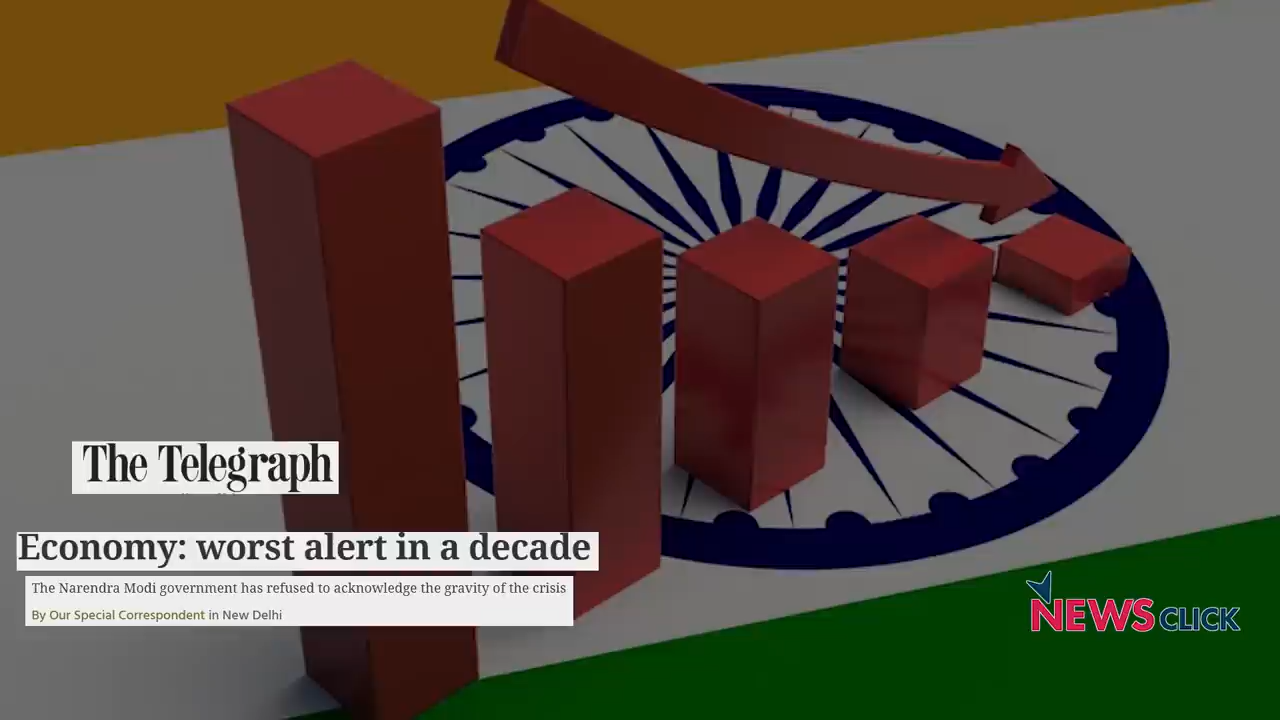 The Telegraph
Economy: worst alert in a decade
The Narendra Modi government has refused to acknowledge the gravity of the crisis
By Our Special Correspondent in New Delhi
NEWSCLICK